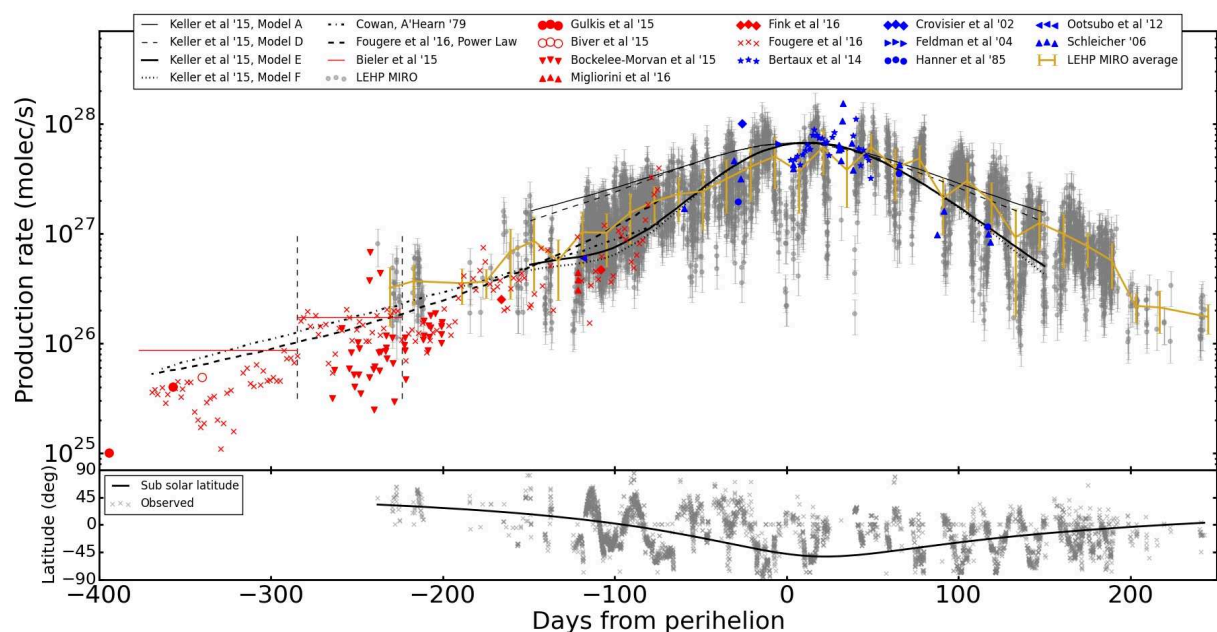 Keller et al '15, Model A
Keller et al '15, Model D
Keller et al '15, Model E
Keller et al '15, Model F
Cowan, A'Hearn '79
Fougere et al '16, Power Law
Bieler et al '15
LEHP MIRO
Gulkis et al '15
Biver et al '15
Bockelee-Morvan et al '15
Migliorini et al '16
Fink et al '16
Fougere et al '16
Bertaux et al '14
Crovisier et al '02
Feldman et al '04
Hanner et al '85
Ootsubo et al '12
Schleicher '06
LEHP MIRO average
Production rate (molec/s)
10^28
10^27
10^26
10^25
Latitude (deg)
90
45
0
−45
−90
Sub solar latitude
Observed
−400 −300 −200 −100 0 100 200
Days from perihelion